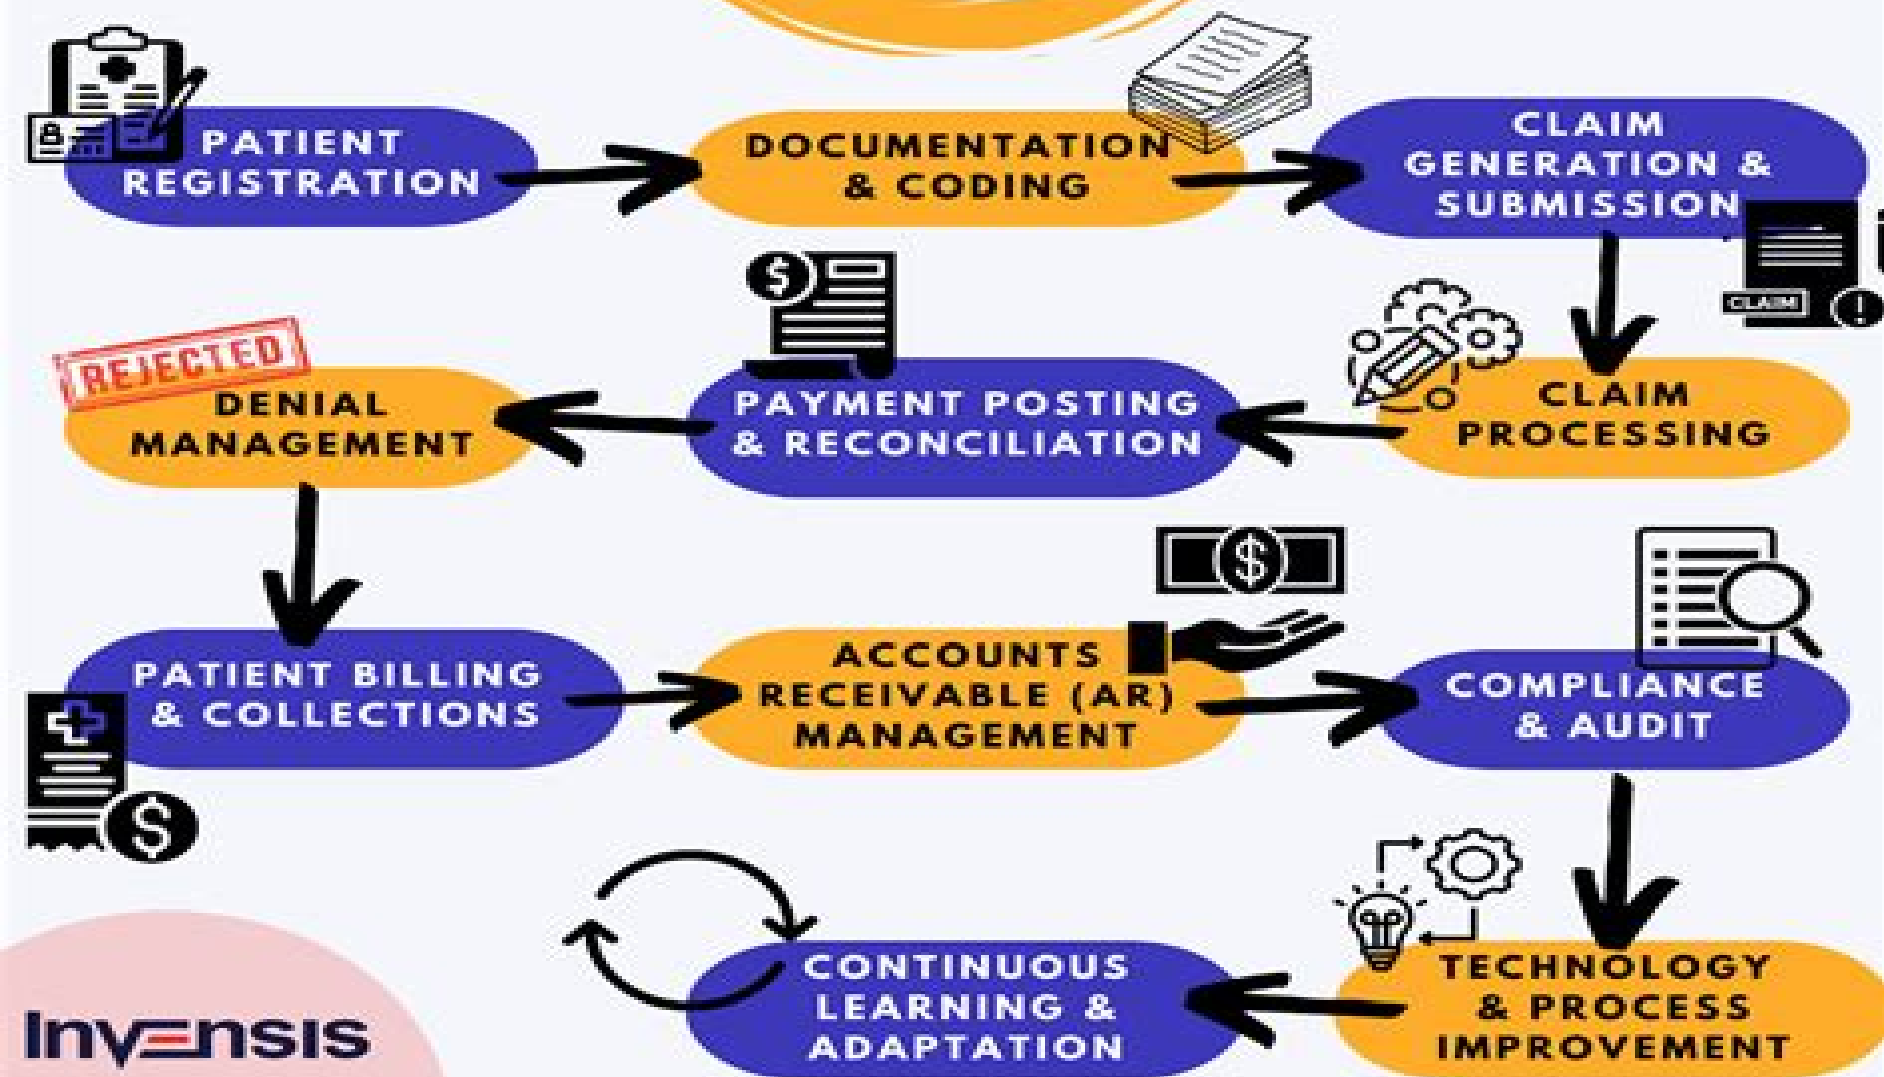 PATIENT
REGISTRATION
DOCUMENTATION
& CODING
CLAIM
GENERATION &
SUBMISSION
CLAIM
CLAIM
PROCESSING
PAYMENT POSTING
& RECONCILIATION
REJECTED
DENIAL
MANAGEMENT
PATIENT BILLING
& COLLECTIONS
ACCOUNTS
RECEIVABLE (AR)
MANAGEMENT
COMPLIANCE
& AUDIT
TECHNOLOGY
& PROCESS
IMPROVEMENT
CONTINUOUS
LEARNING &
ADAPTATION
Invensis